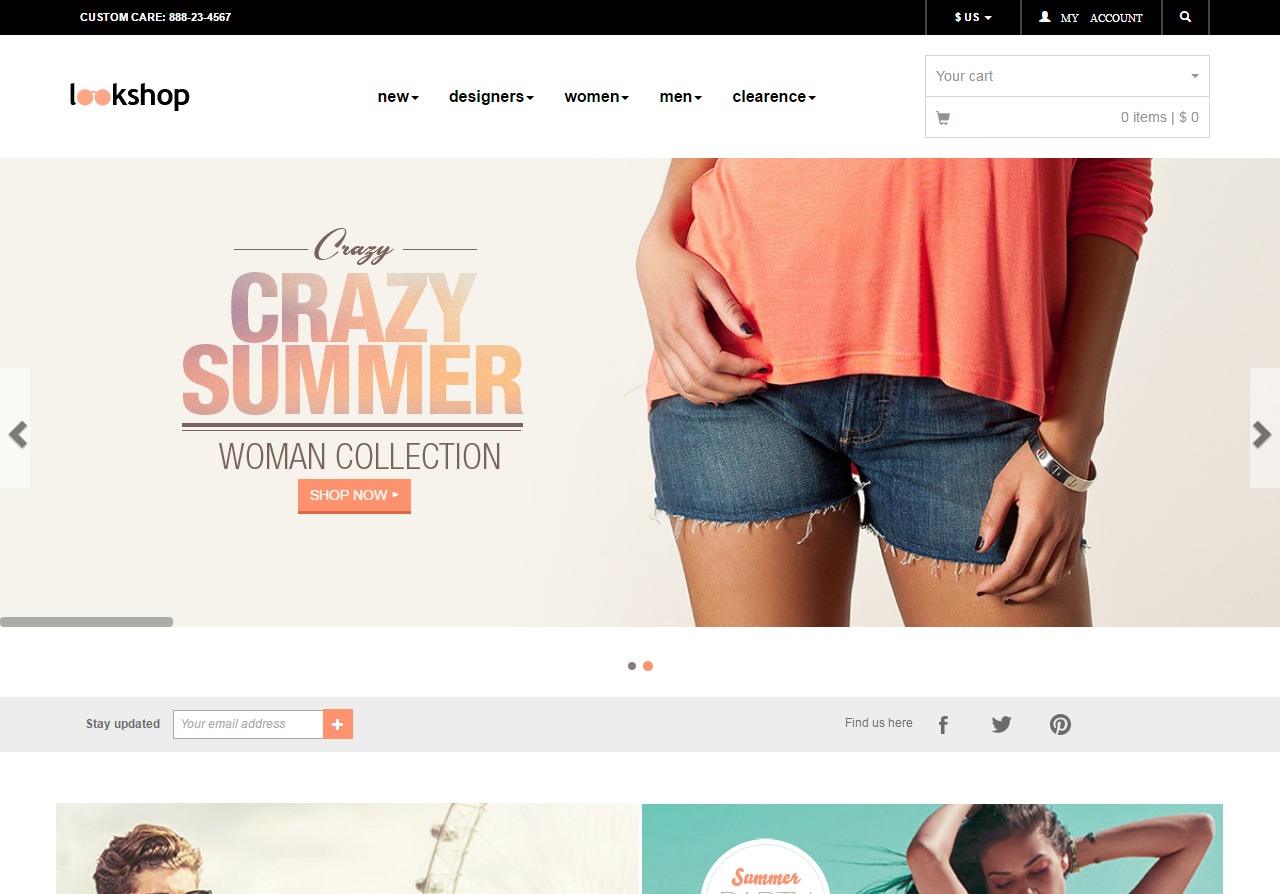 CUSTOM CARE: 888-23-4567
$ US
MY ACCOUNT
lookshop
new
designers
women
men
clearence
Your cart
0 items | $ 0
Crazy
CRAZY
SUMMER
WOMAN COLLECTION
SHOP NOW
Stay updated
Your email address
Find us here
Summer